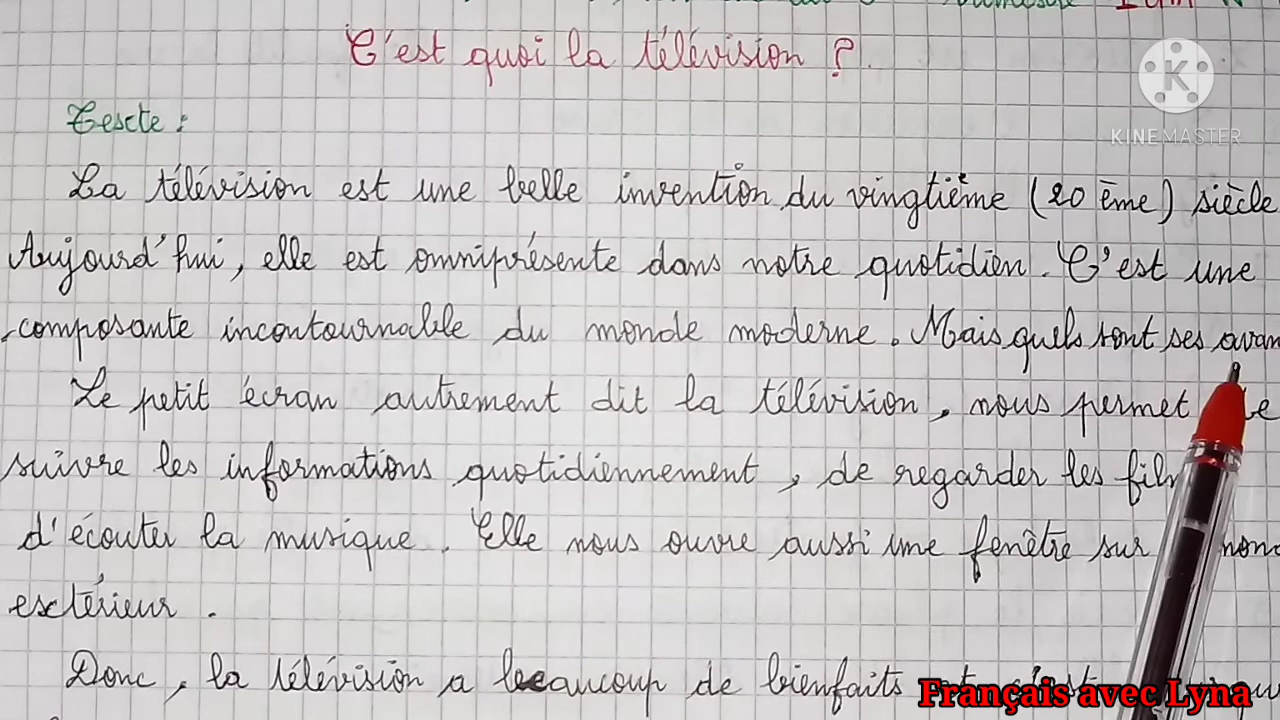 C'est quoi la télévision ?
KINEMASTER
Texte :
La télévision est une belle invention du vingtième (20 ème) siècle
Aujourd'hui, elle est omniprésente dans notre quotidien. C'est une
composante incontournable du monde moderne. Mais quels sont ses avan
Le petit écran autrement dit la télévision, nous permet
suivre les informations quotidiennement, de regarder les
d'écouter la musique. Elle nous ouvre aussi une fenêtre sur
extérieur.
Donc, la télévision a beaucoup de bienfaits
Français avec Lyna